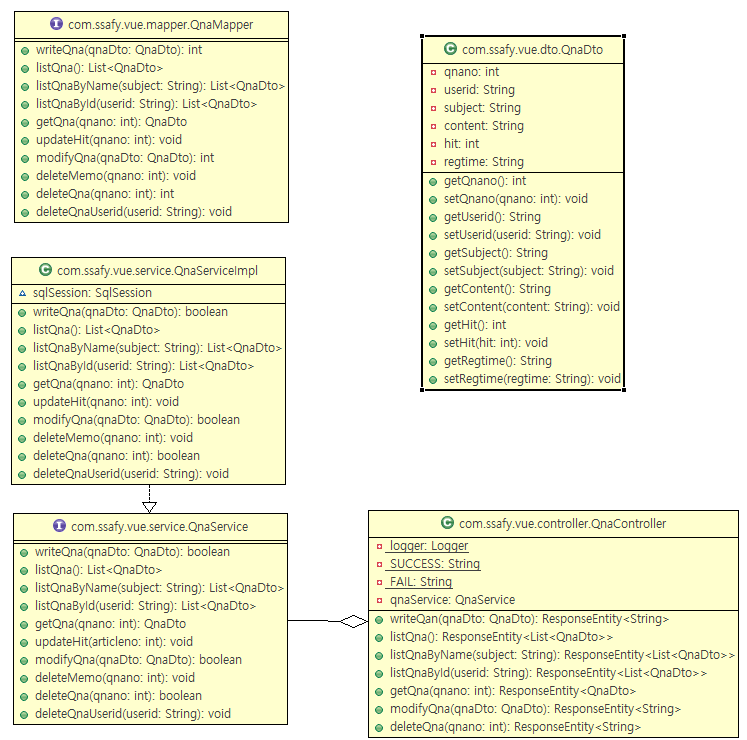 com.ssafy.vue.mapper.QnaMapper
writeQna(qnaDto: QnaDto): int
listQna(): List<QnaDto>
listQnaByName(subject: String): List<QnaDto>
listQnaById(userid: String): List<QnaDto>
getQna(qnano: int): QnaDto
updateHit(qnano: int): void
modifyQna(qnaDto: QnaDto): int
deleteMemo(qnano: int): void
deleteQna(qnano: int): int
deleteQnaUserid(userid: String): void
com.ssafy.vue.dto.QnaDto
qnano: int
userid: String
subject: String
content: String
hit: int
regtime: String
getQnano(): int
setQnano(qnano: int): void
getUserid(): String
setUserid(userid: String): void
getSubject(): String
setSubject(subject: String): void
getContent(): String
setContent(content: String): void
getHit(): int
setHit(hit: int): void
getRegtime(): String
setRegtime(regtime: String): void
com.ssafy.vue.service.QnaServiceImpl
sqlSession: SqlSession
writeQna(qnaDto: QnaDto): boolean
listQna(): List<QnaDto>
listQnaByName(subject: String): List<QnaDto>
listQnaById(userid: String): List<QnaDto>
getQna(qnano: int): QnaDto
updateHit(qnano: int): void
modifyQna(qnaDto: QnaDto): boolean
deleteMemo(qnano: int): void
deleteQna(qnano: int): boolean
deleteQnaUserid(userid: String): void
com.ssafy.vue.service.QnaService
writeQna(qnaDto: QnaDto): boolean
listQna(): List<QnaDto>
listQnaByName(subject: String): List<QnaDto>
listQnaById(userid: String): List<QnaDto>
getQna(qnano: int): QnaDto
updateHit(articleno: int): void
modifyQna(qnaDto: QnaDto): boolean
deleteMemo(qnano: int): void
deleteQna(qnano: int): boolean
deleteQnaUserid(userid: String): void
com.ssafy.vue.controller.QnaController
logger: Logger
SUCCESS: String
FAIL: String
qnaService: QnaService
writeQan(qnaDto: QnaDto): ResponseEntity<String>
listQna(): ResponseEntity<List<QnaDto>>
listQnaByName(subject: String): ResponseEntity<List<QnaDto>>
listQnaById(userid: String): ResponseEntity<List<QnaDto>>
getQna(qnano: int): ResponseEntity<QnaDto>
modifyQna(qnaDto: QnaDto): ResponseEntity<String>
deleteQna(qnano: int): ResponseEntity<String>